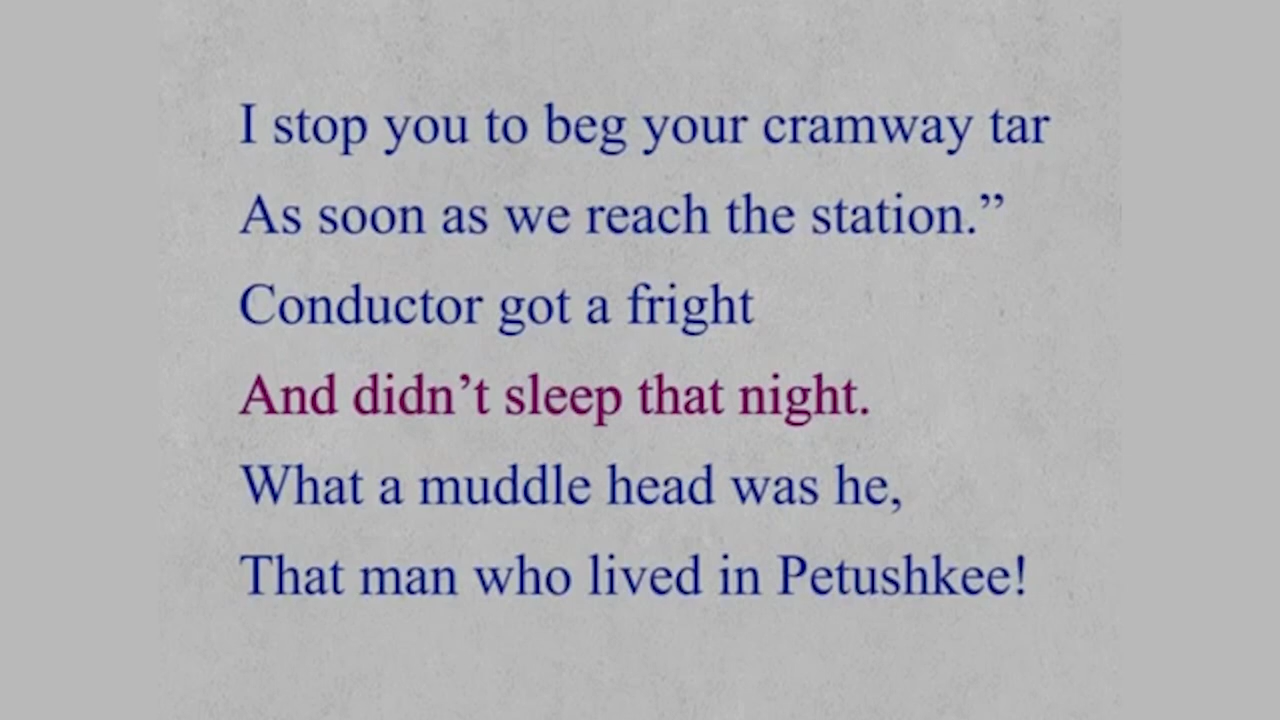 I stop you to beg your cramway tar
As soon as we reach the station.”
Conductor got a fright
And didn’t sleep that night.
What a muddle head was he,
That man who lived in Petushkee!